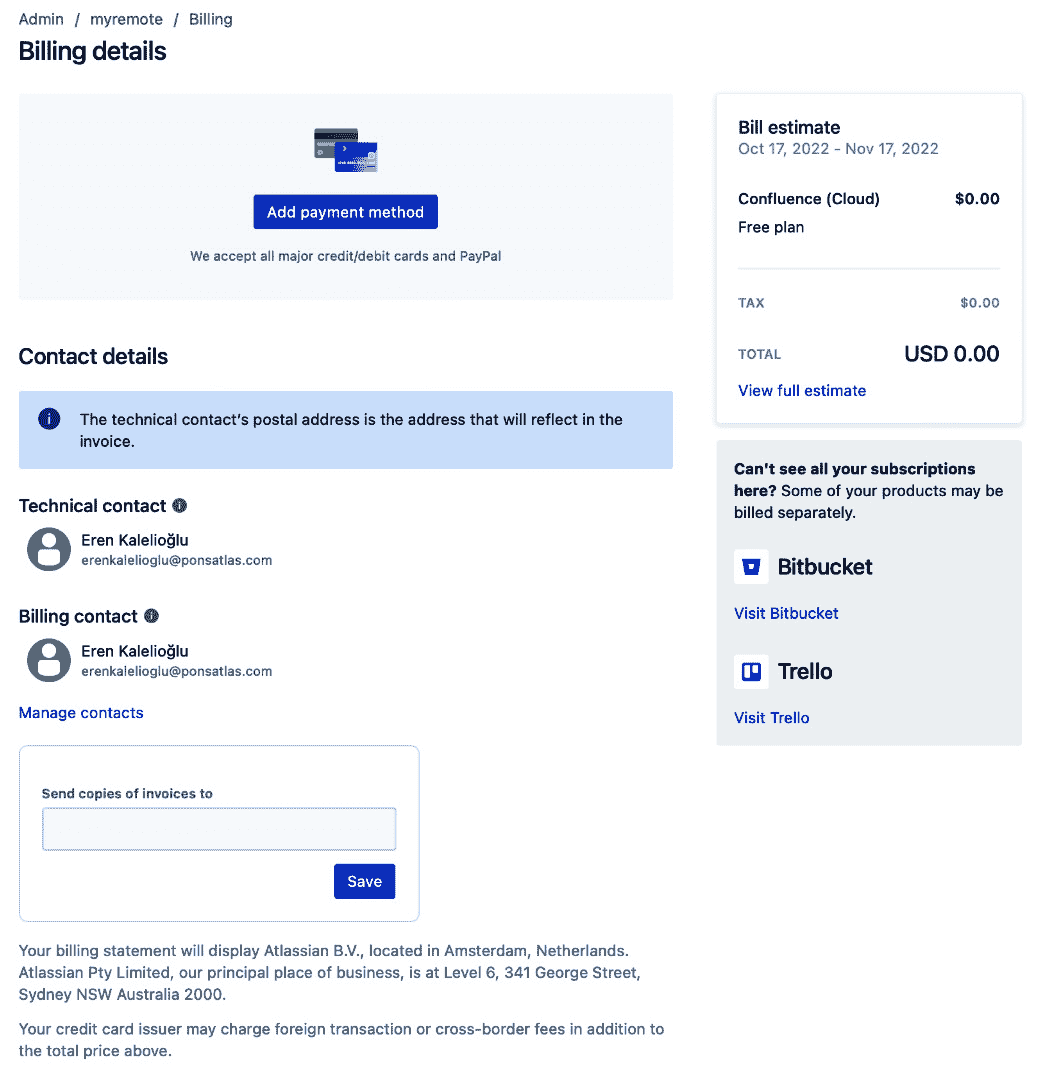 Admin / myremote / Billing
Billing details
Add payment method
We accept all major credit/debit cards and PayPal
Contact details
The technical contact's postal address is the address that will reflect in the
invoice.
Technical contact
Eren Kalelioğlu
erenkalelioglu@ponsatlas.com
Billing contact
Eren Kalelioğlu
erenkalelioglu@ponsatlas.com
Manage contacts
Send copies of invoices to
Save
Your billing statement will display Atlassian B.V., located in Amsterdam, Netherlands.
Atlassian Pty Limited, our principal place of business, is at Level 6, 341 George Street,
Sydney NSW Australia 2000.
Your credit card issuer may charge foreign transaction or cross-border fees in addition to
the total price above.
Bill estimate
Oct 17, 2022 - Nov 17, 2022
Confluence (Cloud) $0.00
Free plan
TAX $0.00
TOTAL USD 0.00
View full estimate
Can't see all your subscriptions
here? Some of your products may be
billed separately.
Bitbucket
Visit Bitbucket
Trello
Visit Trello